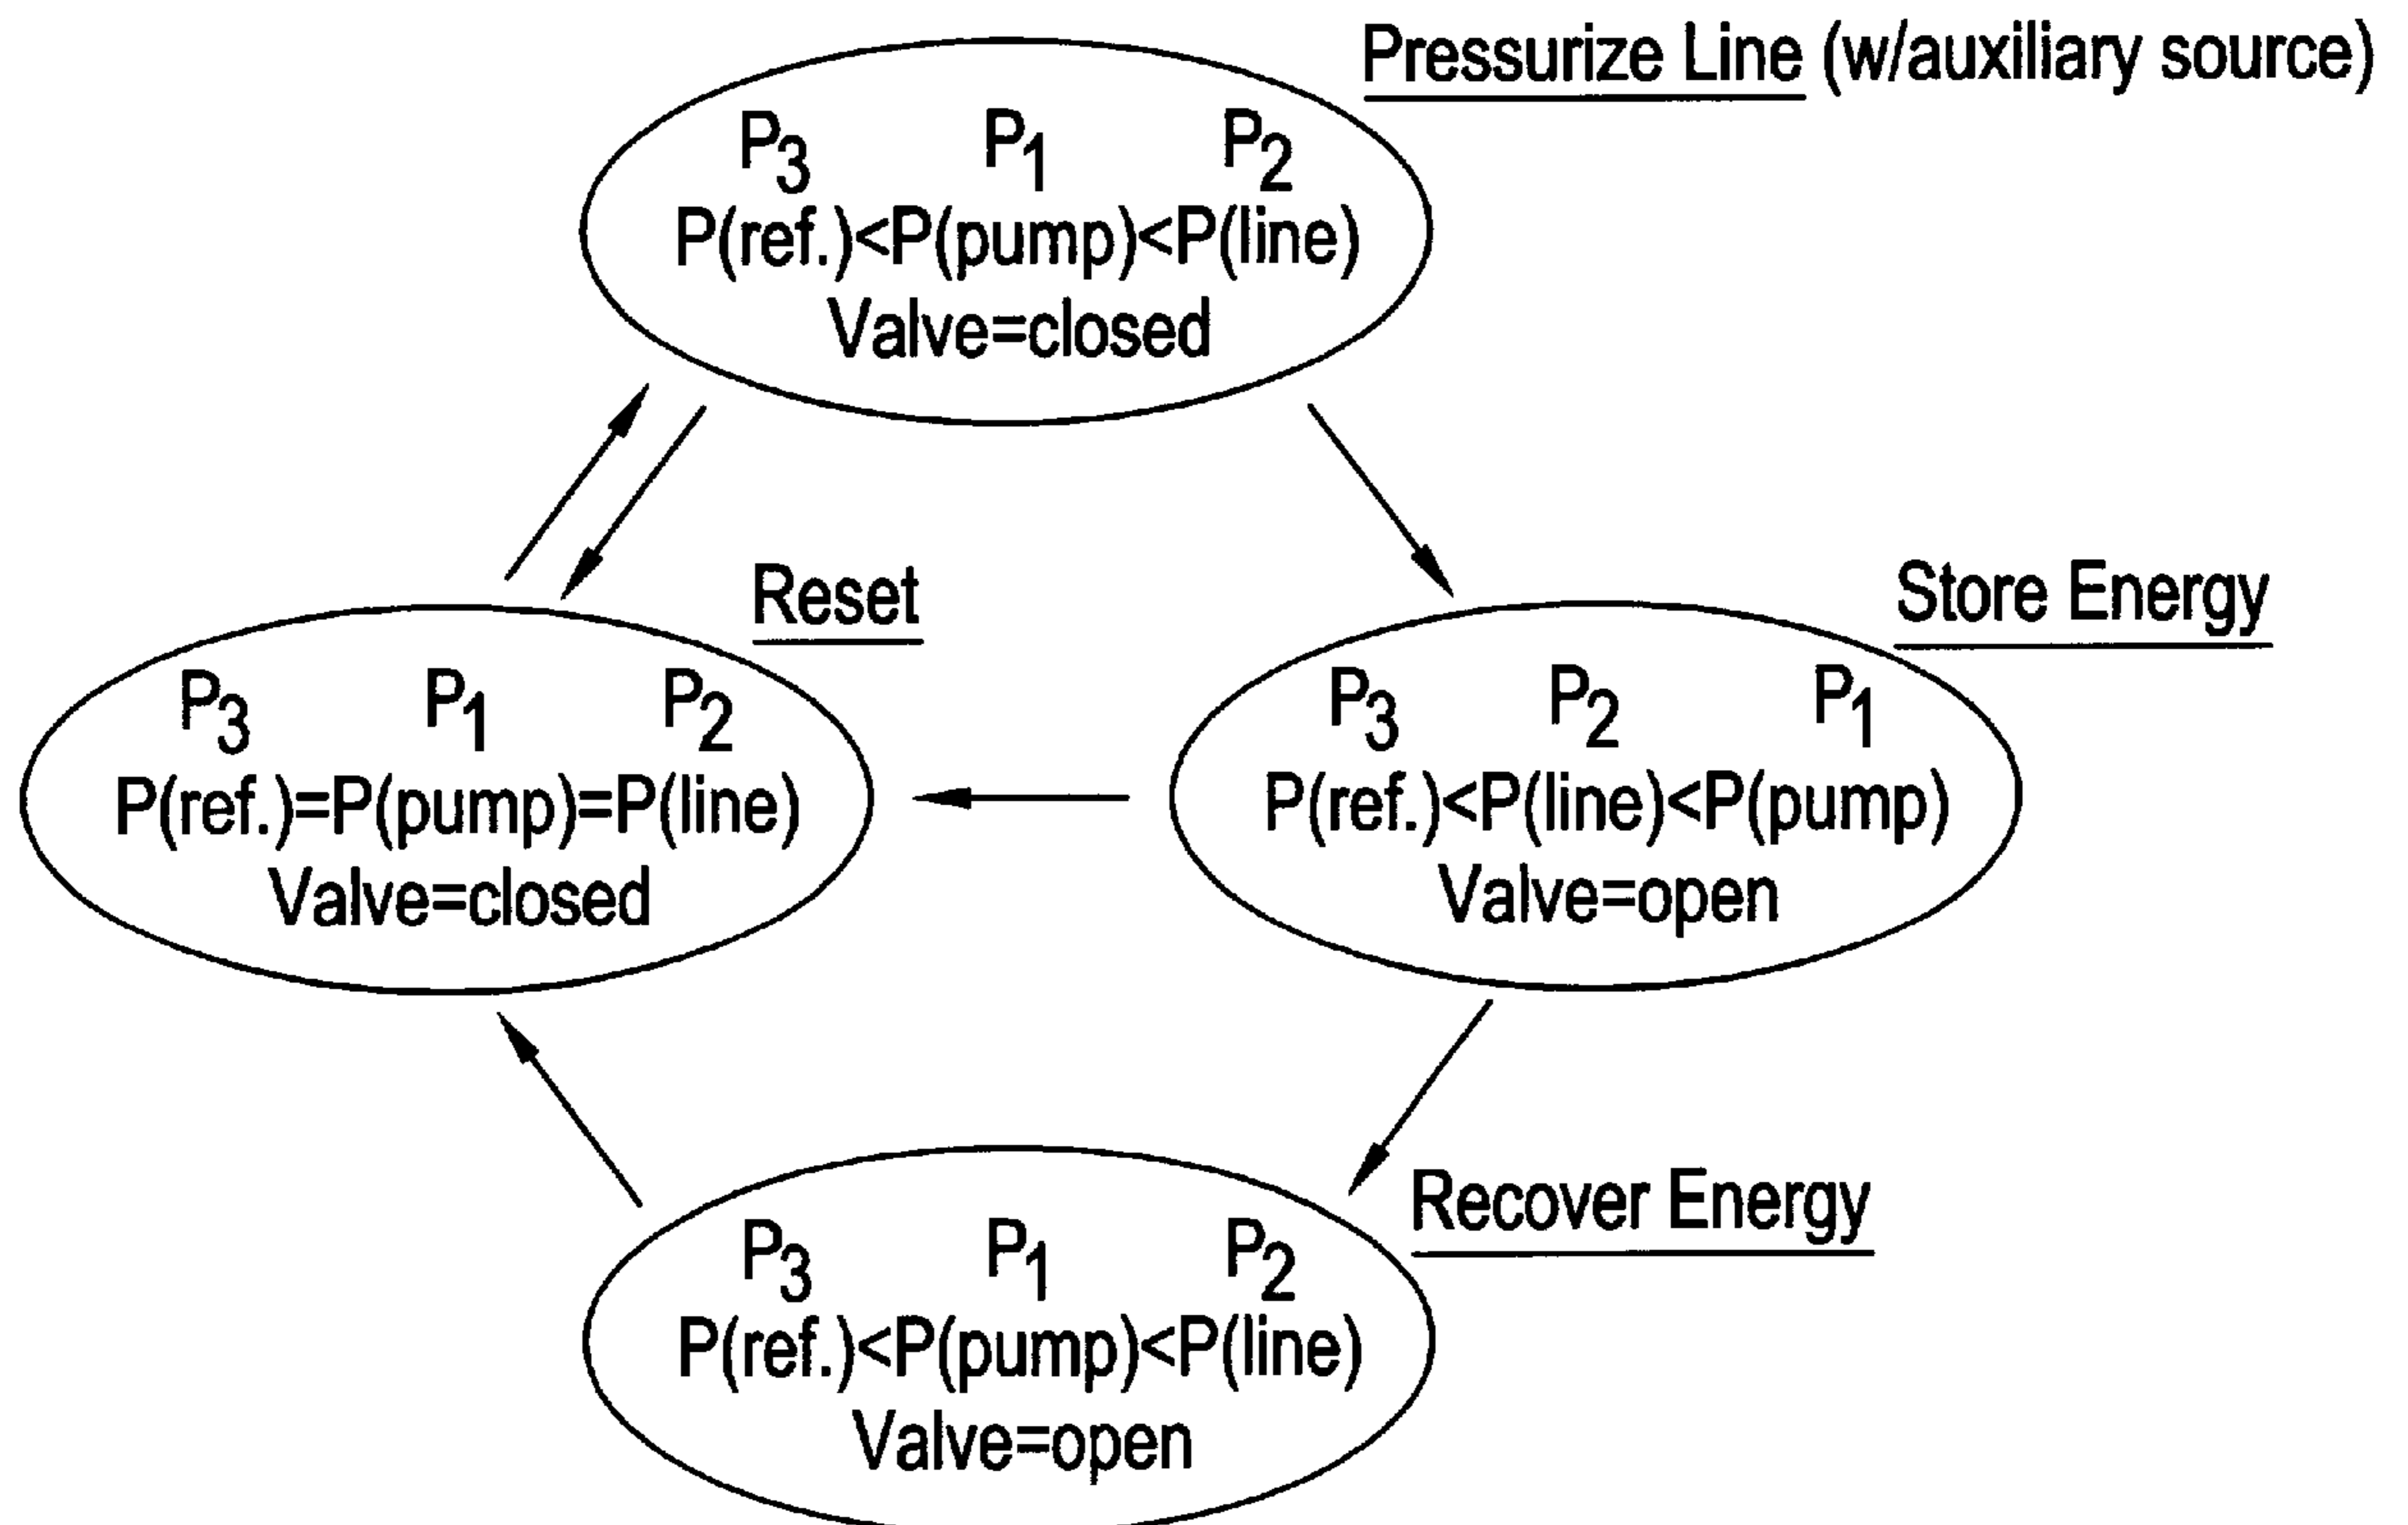 Pressurize Line (w/auxiliary source)
P3 P1 P2
P(ref.)<P(pump)<P(line)
Valve=closed
Reset
P3 P1 P2
P(ref.)=P(pump)=P(line)
Valve=closed
Store Energy
P3 P2 P1
P(ref.)<P(line)<P(pump)
Valve=open
Recover Energy
P3 P1 P2
P(ref.)<P(pump)<P(line)
Valve=open